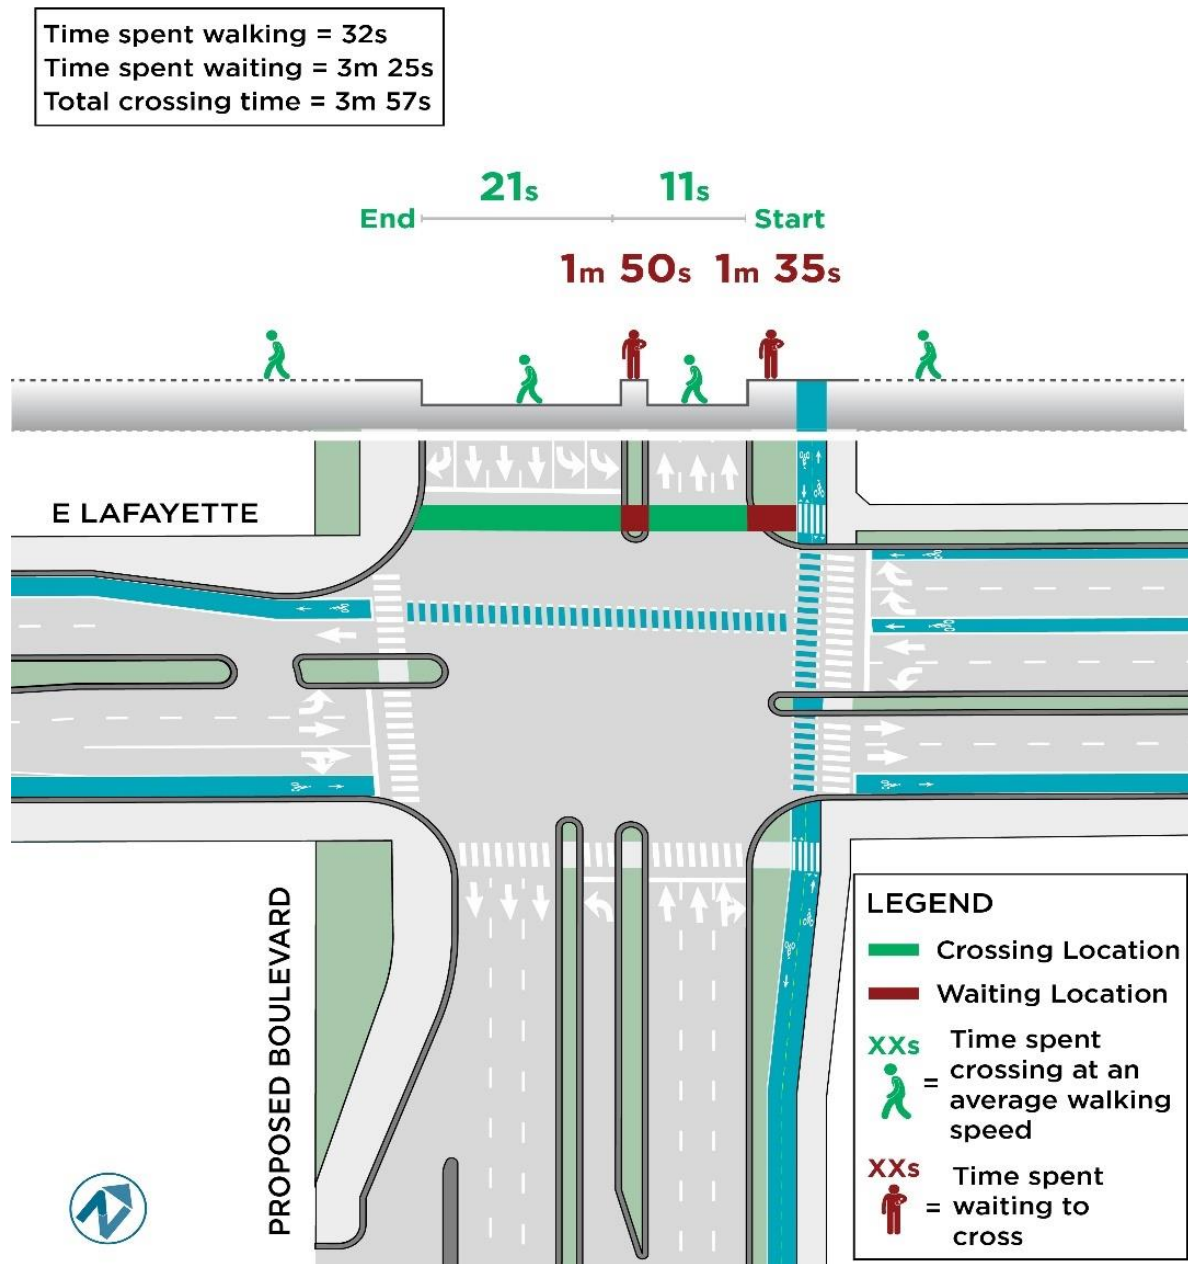 Time spent walking = 32s
Time spent waiting = 3m 25s
Total crossing time = 3m 57s
21s 11s
End Start
1m 50s 1m 35s
E LAFAYETTE
PROPOSED BOULEVARD
LEGEND
Crossing Location
Waiting Location
XXs
= Time spent
crossing at an
average walking
speed
XXs
= Time spent
waiting to
cross
N